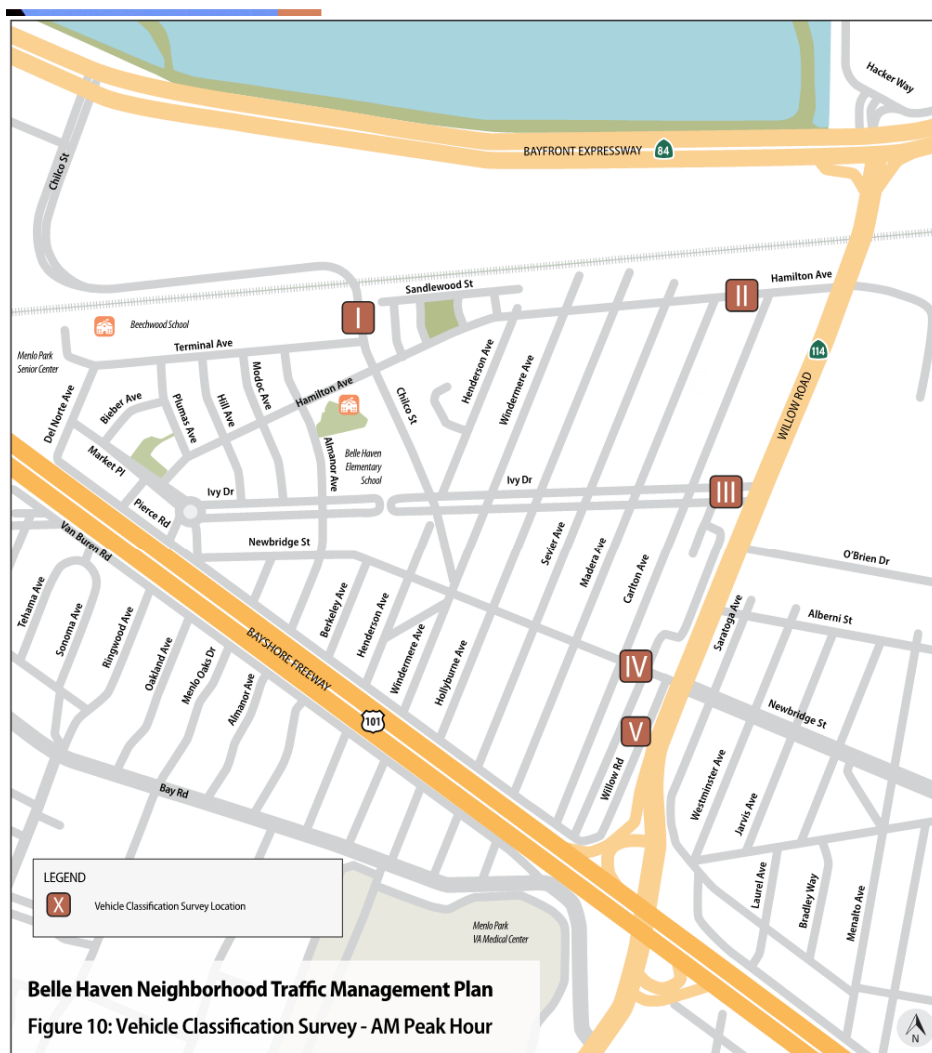 Hacker Way
BAYFRONT EXPRESSWAY
84
Chilco St
Hamilton Ave
Sandlewood St
II
I
Beechwood School
Terminal Ave
Menlo Park
Senior Center
114
WILLOW ROAD
Henderson Ave
Windermere Ave
Del Norte Ave
Bieber Ave
Plumas Ave
Hill Ave
Modoc Ave
Hamilton Ave
Chilco St
Almanor Ave
Belle Haven
Elementary
School
Market Pl
Pierce Rd
Ivy Dr
Ivy Dr
III
Van Buren Rd
Newbridge St
Sevier Ave
Madera Ave
Carlton Ave
O'Brien Dr
Tehama Ave
Sonoma Ave
Ringwood Ave
Oakland Ave
Menlo Oaks Dr
Almanor Ave
BAYSHORE FREEWAY
101
Berkeley Ave
Henderson Ave
Windermere Ave
Hollyburne Ave
Saratoga Ave
Alberni St
IV
Newbridge St
V
Willow Rd
Westminster Ave
Jarvis Ave
Bay Rd
Laurel Ave
Bradley Way
Menalto Ave
LEGEND
X
Vehicle Classification Survey Location
Menlo Park
VA Medical Center
Belle Haven Neighborhood Traffic Management Plan
Figure 10: Vehicle Classification Survey - AM Peak Hour
N